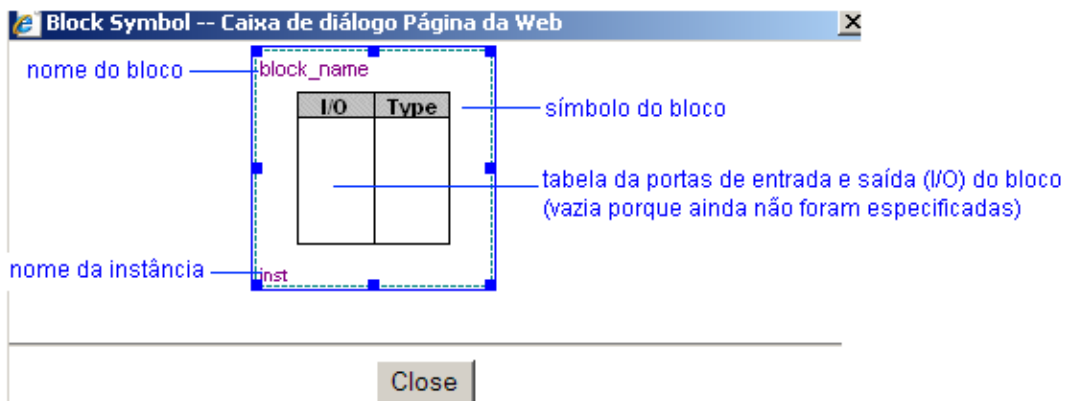 Block Symbol -- Caixa de diálogo Página da Web
nome do bloco
block_name
I/O Type
símbolo do bloco
tabela da portas de entrada e saída (I/O) do bloco
(vazia porque ainda não foram especificadas)
nome da instância
inst
Close